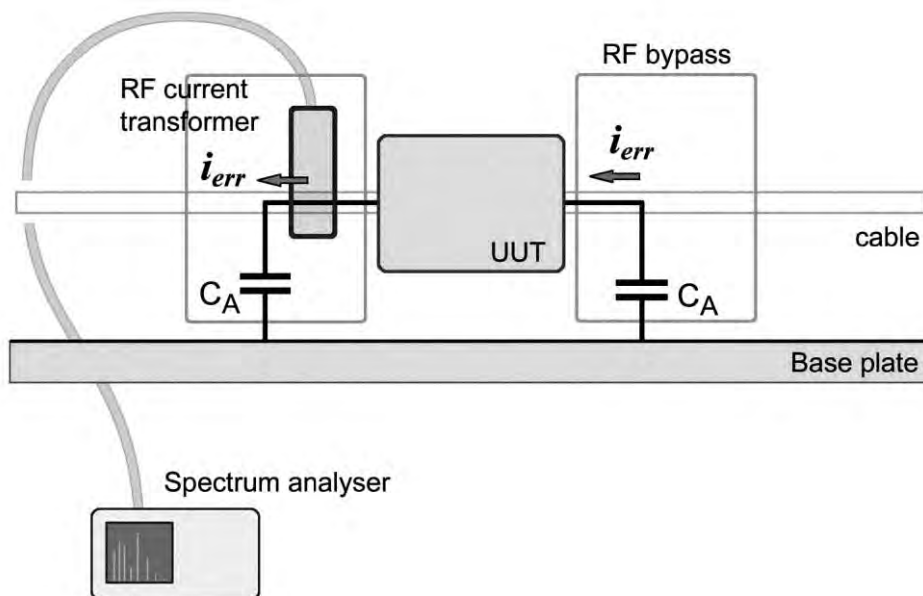 RF bypass
RF current
transformer
i_err
i_err
UUT
cable
C_A
C_A
Base plate
Spectrum analyser